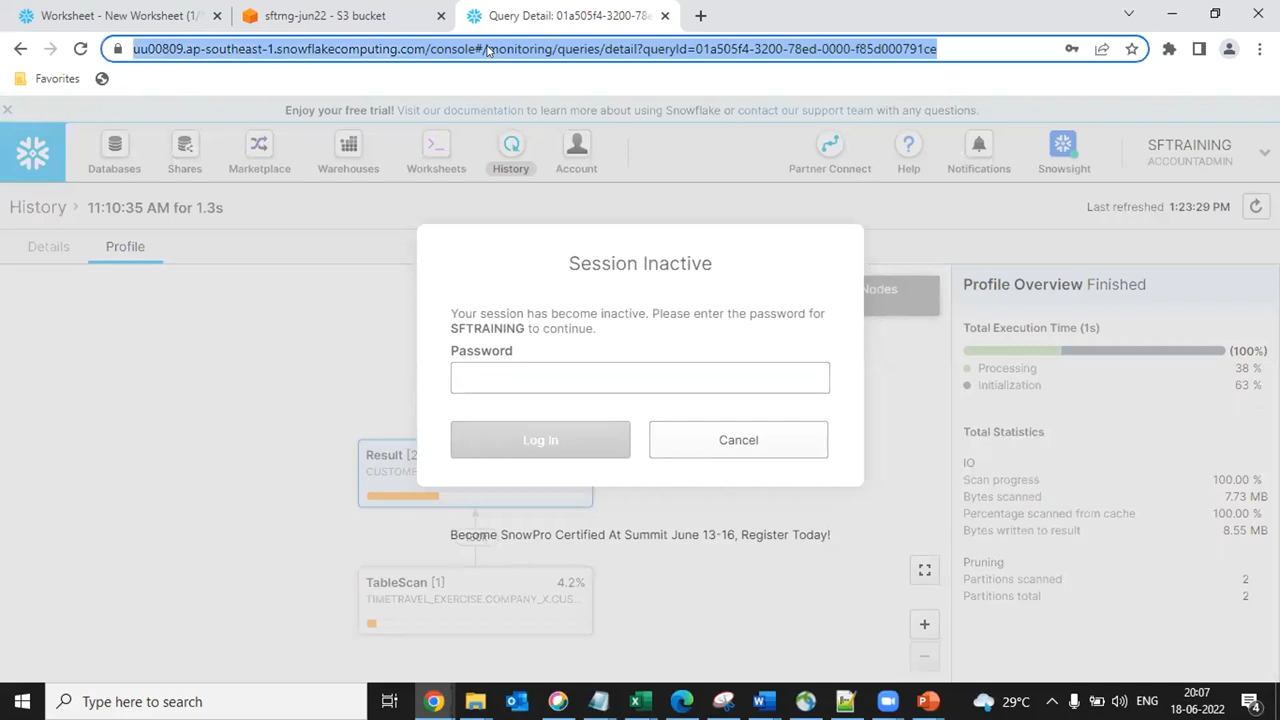 Worksheet - New Worksheet (1/
sftrng-jun22 - S3 bucket
Query Detail: 01a505f4-3200-78e
uu00809.ap-southeast-1.snowflakecomputing.com/console#/monitoring/queries/detail?queryId=01a505f4-3200-78ed-0000-f85d000791ce
Favorites
Enjoy your free trial! Visit our documentation to learn more about using Snowflake or contact our support team with any questions.
Databases
Shares
Marketplace
Warehouses
Worksheets
History
Account
Partner Connect
Help
Notifications
Snowsight
SFTRAINING
ACCOUNTADMIN
History > 11:10:35 AM for 1.3s
Last refreshed 1:23:29 PM
Details
Profile
Session Inactive
Your session has become inactive. Please enter the password for
SFTRAINING to continue.
Password
Log In
Cancel
Nodes
Profile Overview Finished
Total Execution Time (1s)
(100%)
Processing 38 %
Initialization 63 %
Total Statistics
IO
Scan progress 100.00 %
Bytes scanned 7.73 MB
Percentage scanned from cache 100.00 %
Bytes written to result 8.55 MB
Pruning
Partitions scanned 2
Partitions total 2
Result [2
CUSTOME
Become SnowPro Certified At Summit June 13-16, Register Today!
TableScan [1] 4.2%
TIMETRAVEL_EXERCISE.COMPANY_X.CUS...
Type here to search
29°C
ENG
20:07
18-06-2022
4